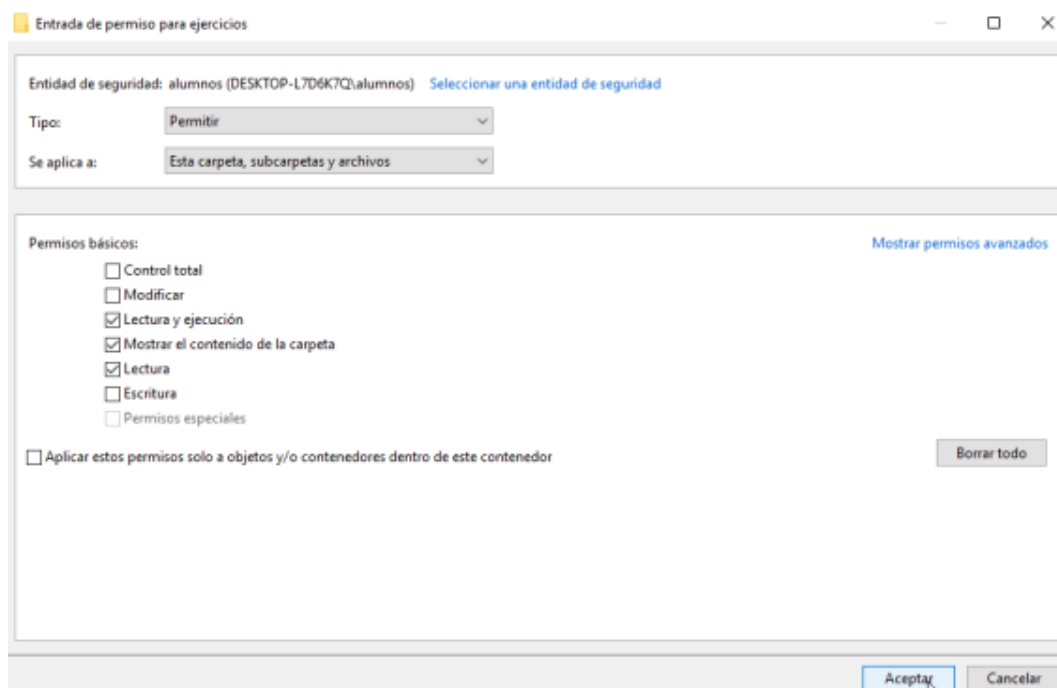 Entrada de permiso para ejercicios
Entidad de seguridad: alumnos (DESKTOP-L7D6K7Q\alumnos) Seleccionar una entidad de seguridad
Tipo: Permitir
Se aplica a: Esta carpeta, subcarpetas y archivos
Permisos básicos: Mostrar permisos avanzados
Control total
Modificar
Lectura y ejecución
Mostrar el contenido de la carpeta
Lectura
Escritura
Permisos especiales
Aplicar estos permisos solo a objetos y/o contenedores dentro de este contenedor Borrar todo
Aceptar Cancelar